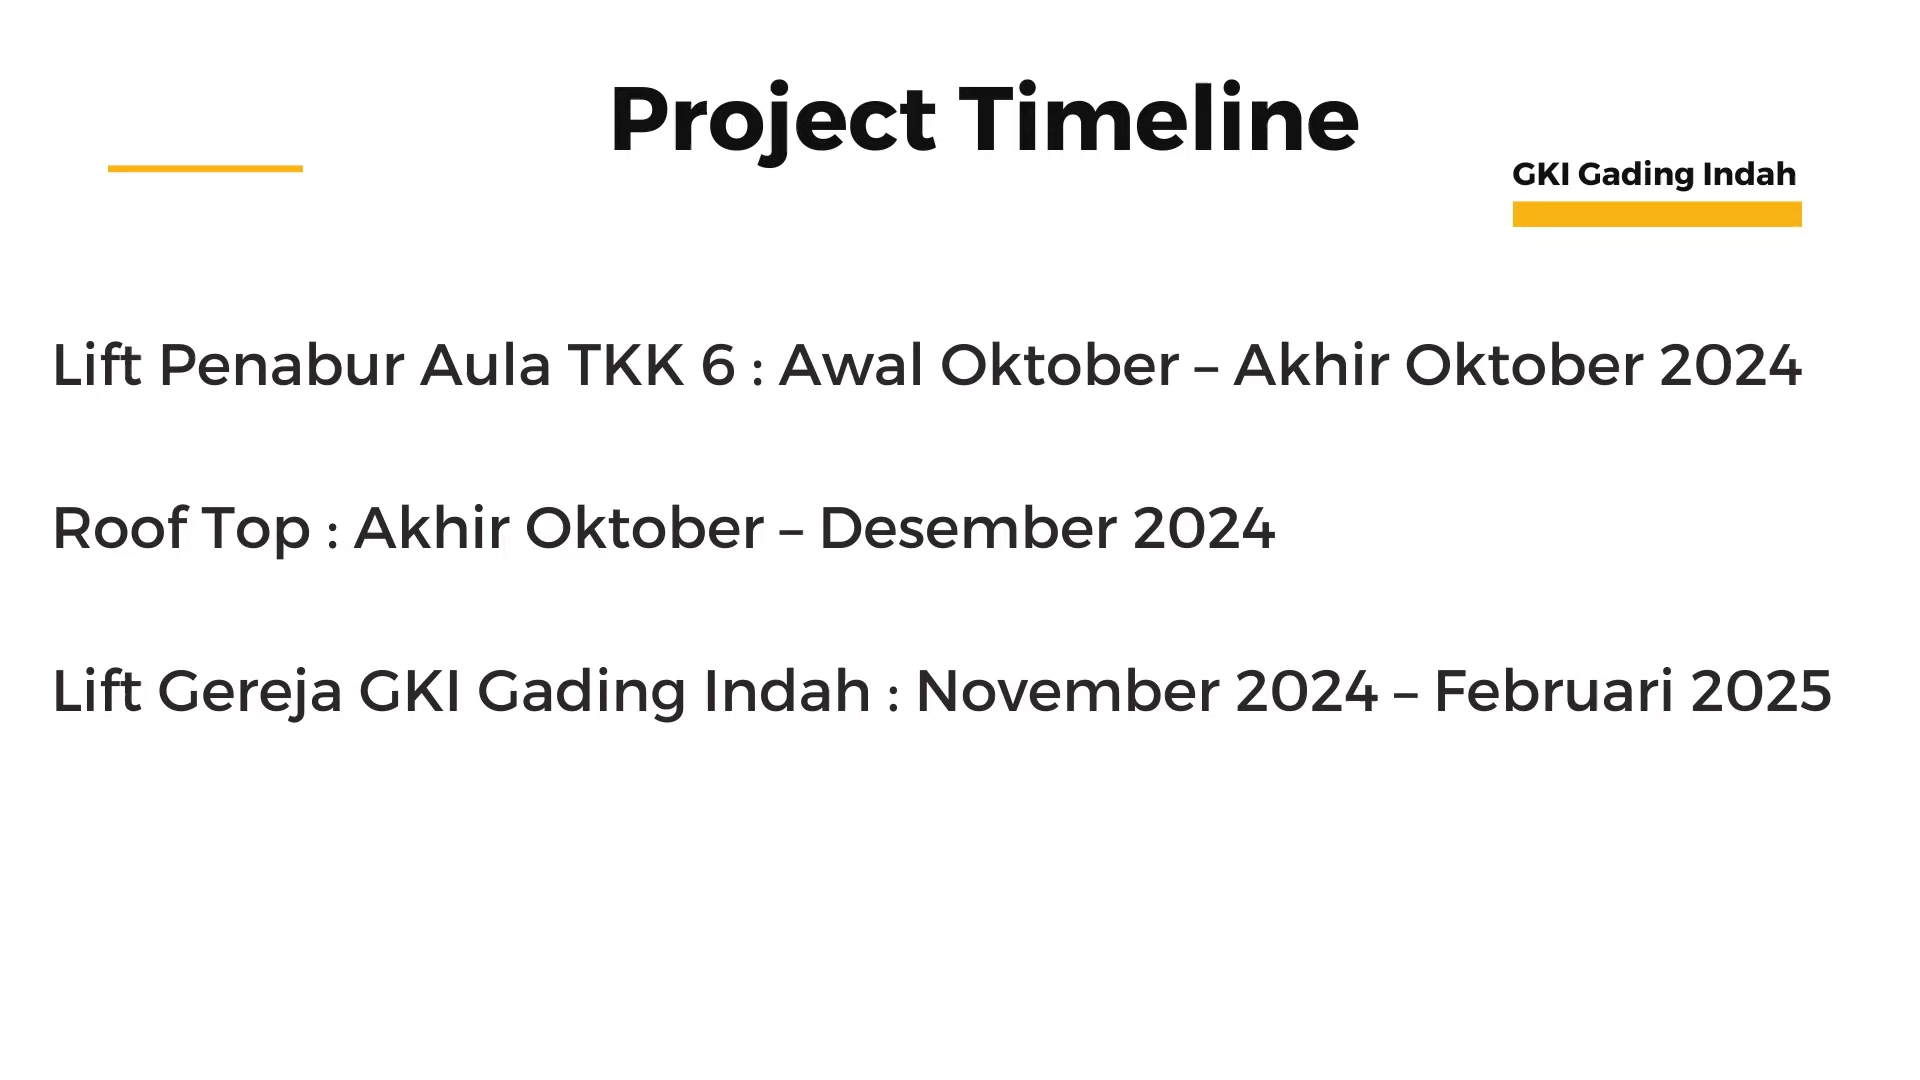 Project Timeline
GKI Gading Indah
Lift Penabur Aula TKK 6 : Awal Oktober – Akhir Oktober 2024
Roof Top : Akhir Oktober – Desember 2024
Lift Gereja GKI Gading Indah : November 2024 – Februari 2025